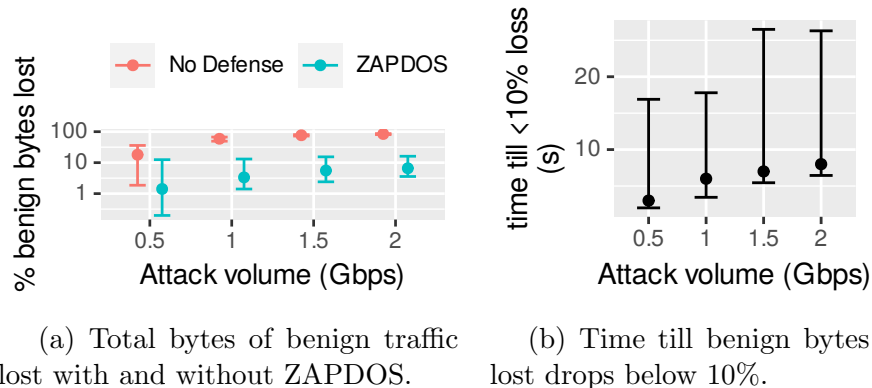 No Defense
ZAPDOS
% benign bytes lost
100
10
1
0.5
1
1.5
2
Attack volume (Gbps)
(a) Total bytes of benign traffic
lost with and without ZAPDOS.
time till <10% loss
(s)
20
10
0.5
1
1.5
2
Attack volume (Gbps)
(b) Time till benign bytes
lost drops below 10%.